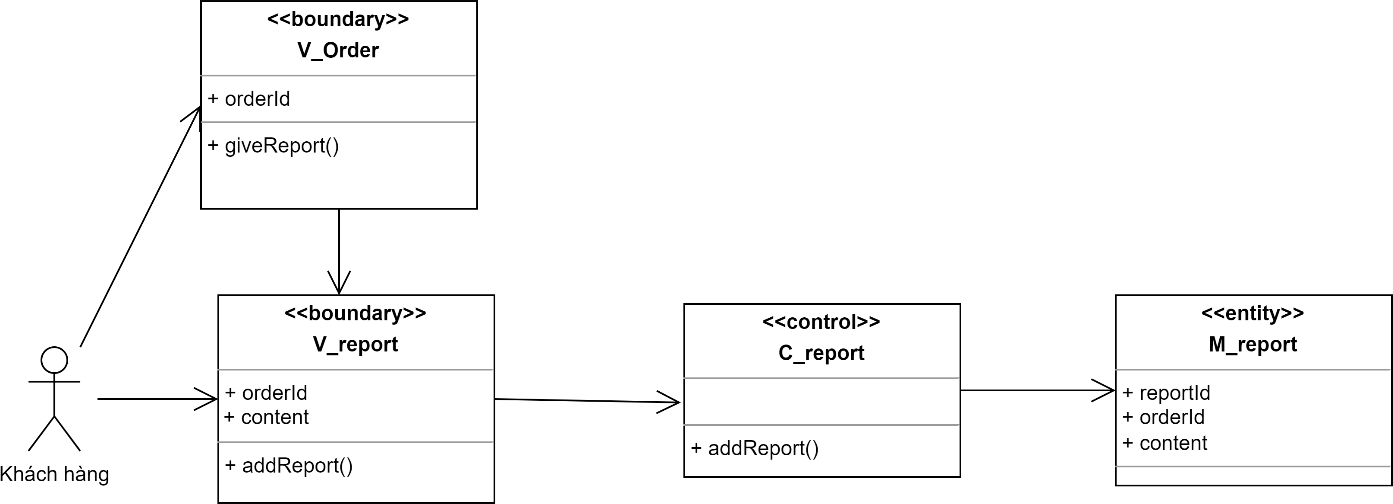 <<boundary>>
V_Order
+ orderId
+ giveReport()
<<boundary>>
V_report
+ orderId
+ content
+ addReport()
<<control>>
C_report
+ addReport()
<<entity>>
M_report
+ reportId
+ orderId
+ content
Khách hàng